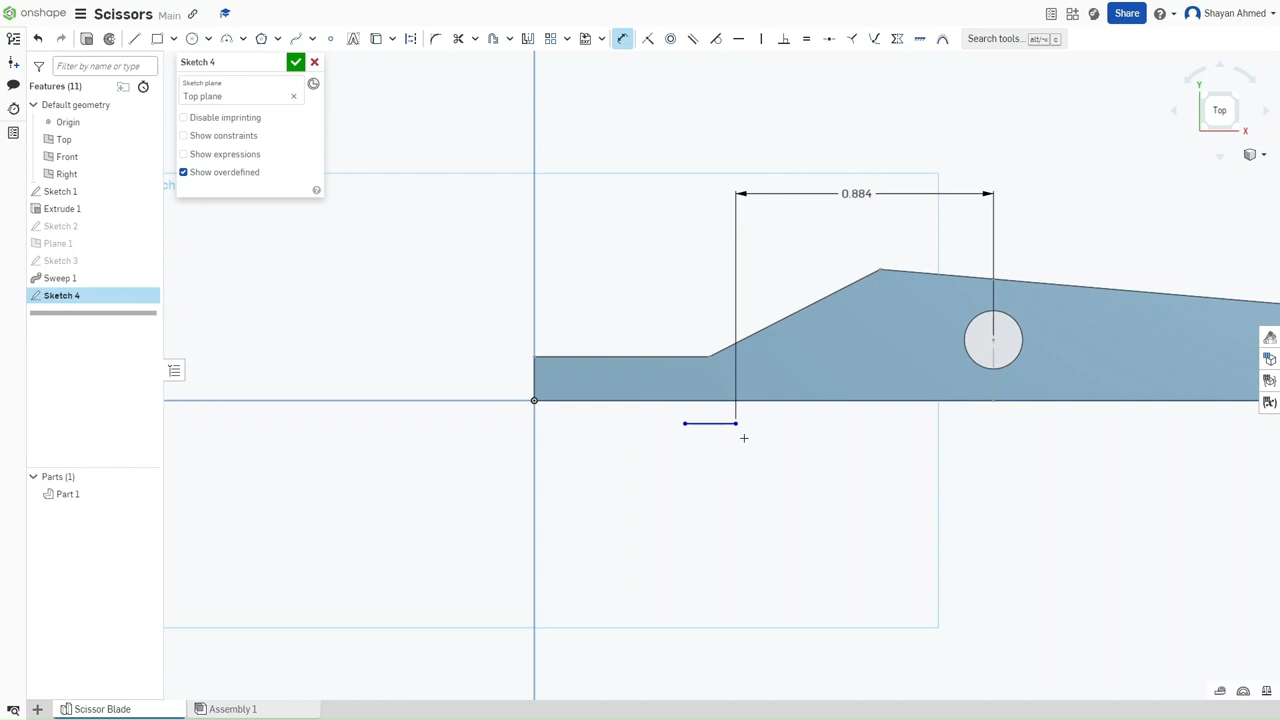 onshape Scissors Main Share Shayan Ahmed
Search tools... alt/⌥ c
Filter by name or type
Features (11)
Default geometry
Origin
Top
Front
Right
Sketch 1
Extrude 1
Sketch 2
Plane 1
Sketch 3
Sweep 1
Sketch 4
Parts (1)
Part 1
Sketch 4
Sketch plane
Top plane
Disable imprinting
Show constraints
Show expressions
Show overdefined
0.884
Y
Top
X
Scissor Blade
Assembly 1